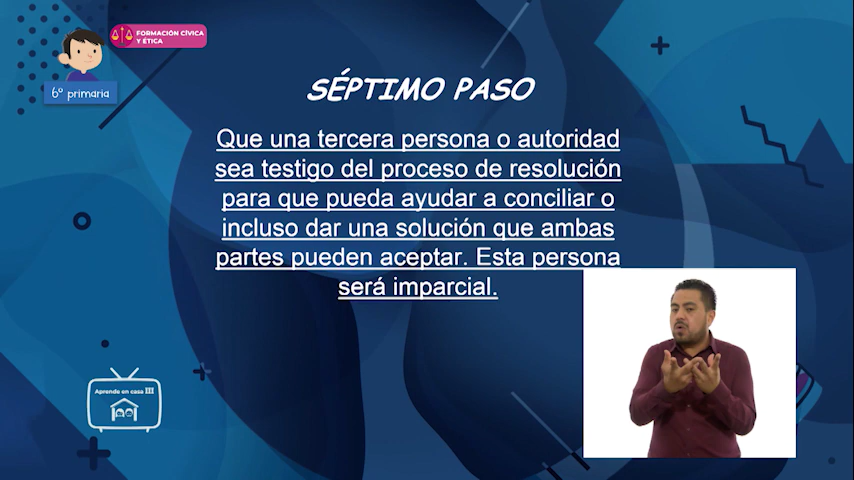 FORMACIÓN CÍVICA
Y ÉTICA
6º primaria
SÉPTIMO PASO
Que una tercera persona o autoridad
sea testigo del proceso de resolución
para que pueda ayudar a conciliar o
incluso dar una solución que ambas
partes pueden aceptar. Esta persona
será imparcial.
Aprende en casa III